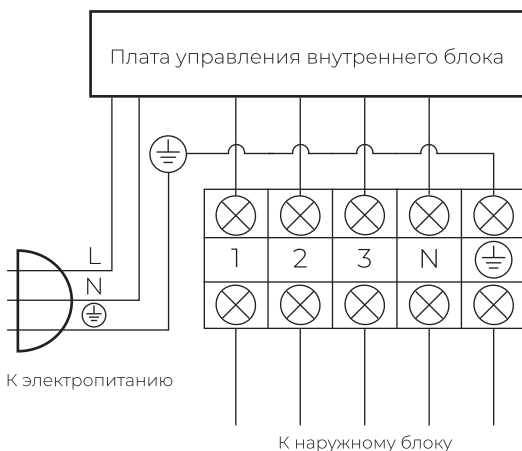 Плата управления внутреннего блока
L
N
1 2 3 N
К электропитанию
К наружному блоку